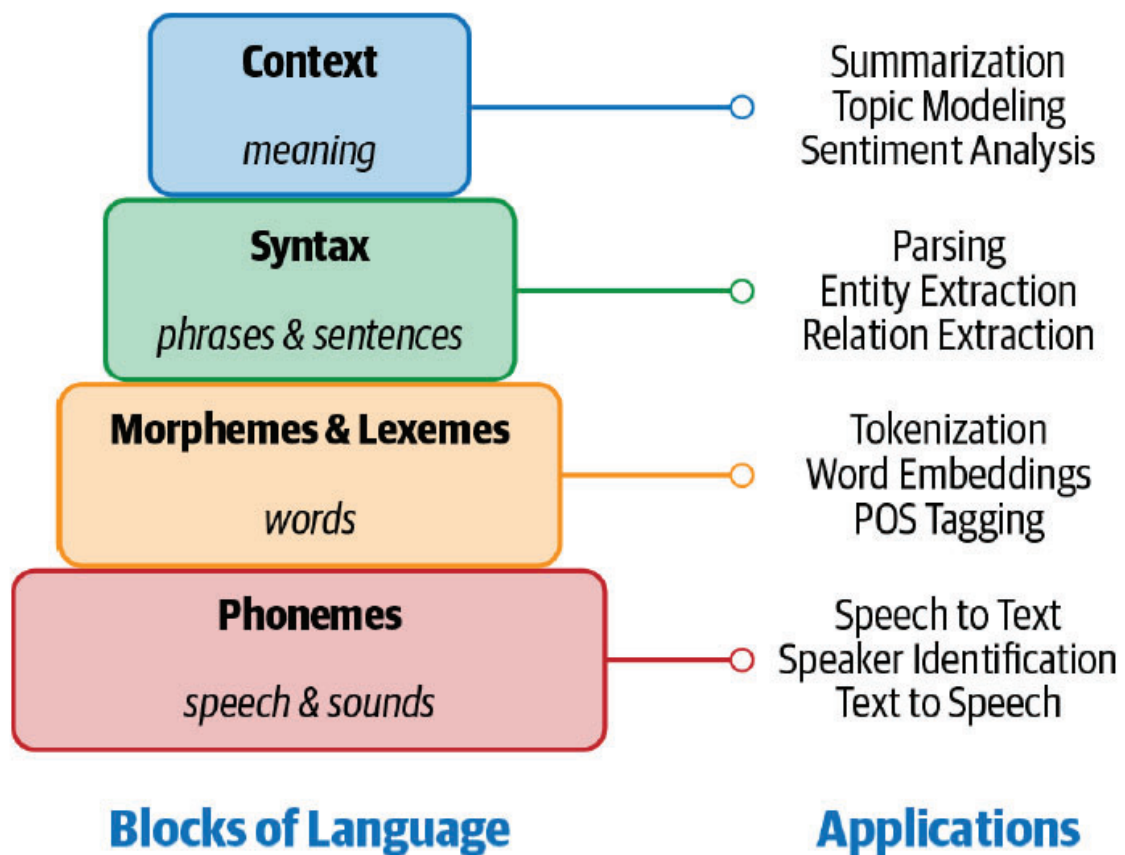 Context
meaning
Summarization
Topic Modeling
Sentiment Analysis
Syntax
phrases & sentences
Parsing
Entity Extraction
Relation Extraction
Morphemes & Lexemes
words
Tokenization
Word Embeddings
POS Tagging
Phonemes
speech & sounds
Speech to Text
Speaker Identification
Text to Speech
Blocks of Language
Applications